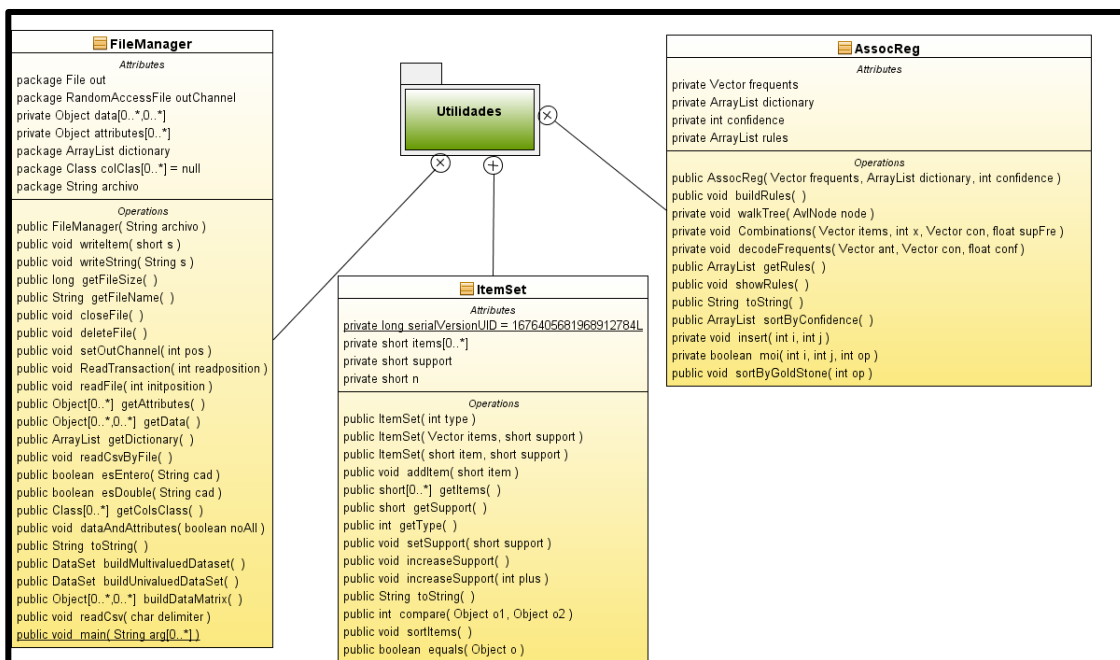 FileManager
Attributes
package File out
package RandomAccessFile outChannel
private Object data[0..*,0..*]
private Object attributes[0..*]
package ArrayList dictionary
package Class colClas[0..*] = null
package String archivo
Operations
public FileManager( String archivo )
public void writeItem( short s )
public void writeString( String s )
public long getFileSize( )
public String getFileName( )
public void closeFile( )
public void deleteFile( )
public void setOutChannel( int pos )
public void ReadTransaction( int readposition )
public void readFile( int initposition )
public Object[0..*] getAttributes( )
public Object[0..*,0..*] getData( )
public ArrayList getDictionary( )
public void readCsvByFile( )
public boolean esEntero( String cad )
public boolean esDouble( String cad )
public Class[0..*] getColsClass( )
public void dataAndAttributes( boolean noAll )
public String toString( )
public DataSet buildMultivaluedDataset( )
public DataSet buildUnivaluedDataSet( )
public Object[0..*,0..*] buildDataMatrix( )
public void readCsv( char delimiter )
public void main( String arg[0..*] )
Utilidades
ItemSet
Attributes
private long serialVersionUID = 1676405681968912784L
private short items[0..*]
private short support
private short n
Operations
public ItemSet( int type )
public ItemSet( Vector items, short support )
public ItemSet( short item, short support )
public void addItem( short item )
public short[0..*] getItems( )
public short getSupport( )
public int getType( )
public void setSupport( short support )
public void increaseSupport( )
public void increaseSupport( int plus )
public String toString( )
public int compare( Object o1, Object o2 )
public void sortItems( )
public boolean equals( Object o )
AssocReg
Attributes
private Vector frequents
private ArrayList dictionary
private int confidence
private ArrayList rules
Operations
public AssocReg( Vector frequents, ArrayList dictionary, int confidence )
public void buildRules( )
private void walkTree( AvlNode node )
private void Combinations( Vector items, int x, Vector con, float supFre )
private void decodeFrequents( Vector ant, Vector con, float conf )
public ArrayList getRules( )
public void showRules( )
public String toString( )
public ArrayList sortByConfidence( )
private void insert( int i, int j )
private boolean moi( int i, int j, int op )
public void sortByGoldStone( int op )